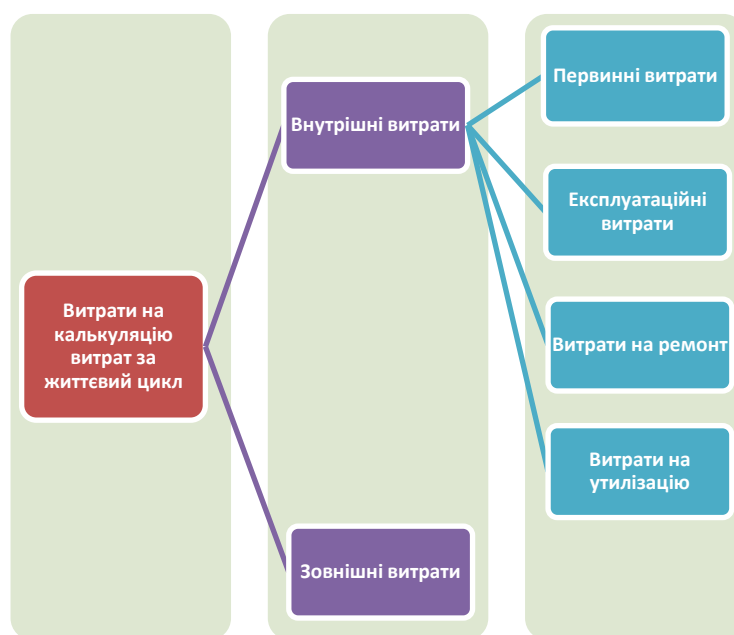 Витрати на
калькуляцію
витрат за
життєвий цикл
Внутрішні витрати
Зовнішні витрати
Первинні витрати
Експлуатаційні
витрати
Витрати на ремонт
Витрати на
утилізацію